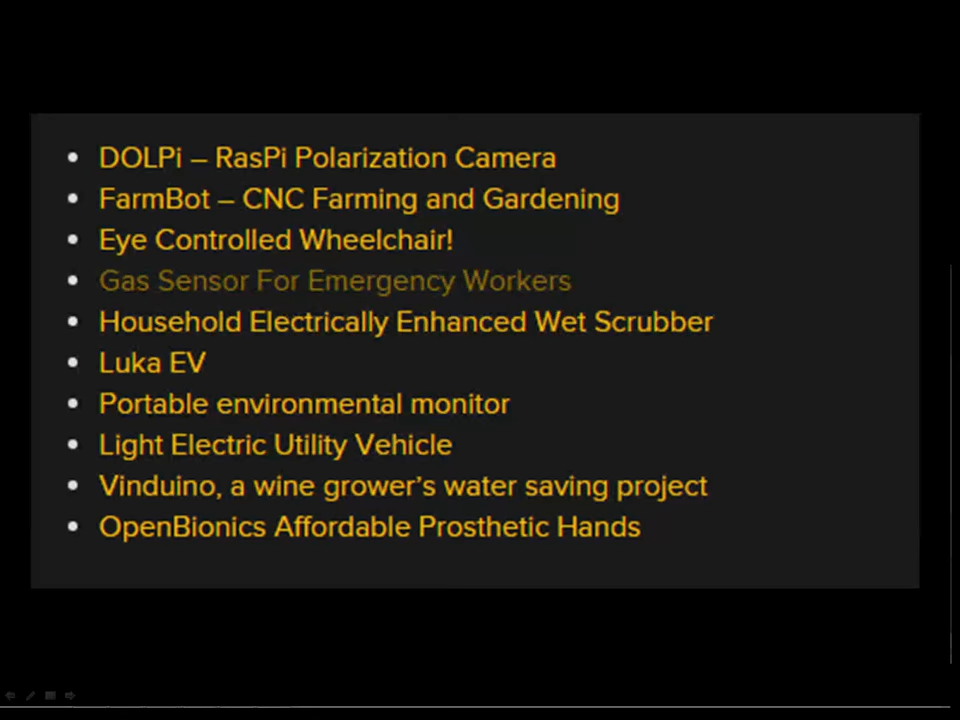 DOLPi – RasPi Polarization Camera
FarmBot – CNC Farming and Gardening
Eye Controlled Wheelchair!
Gas Sensor For Emergency Workers
Household Electrically Enhanced Wet Scrubber
Luka EV
Portable environmental monitor
Light Electric Utility Vehicle
Vinduino, a wine grower’s water saving project
OpenBionics Affordable Prosthetic Hands